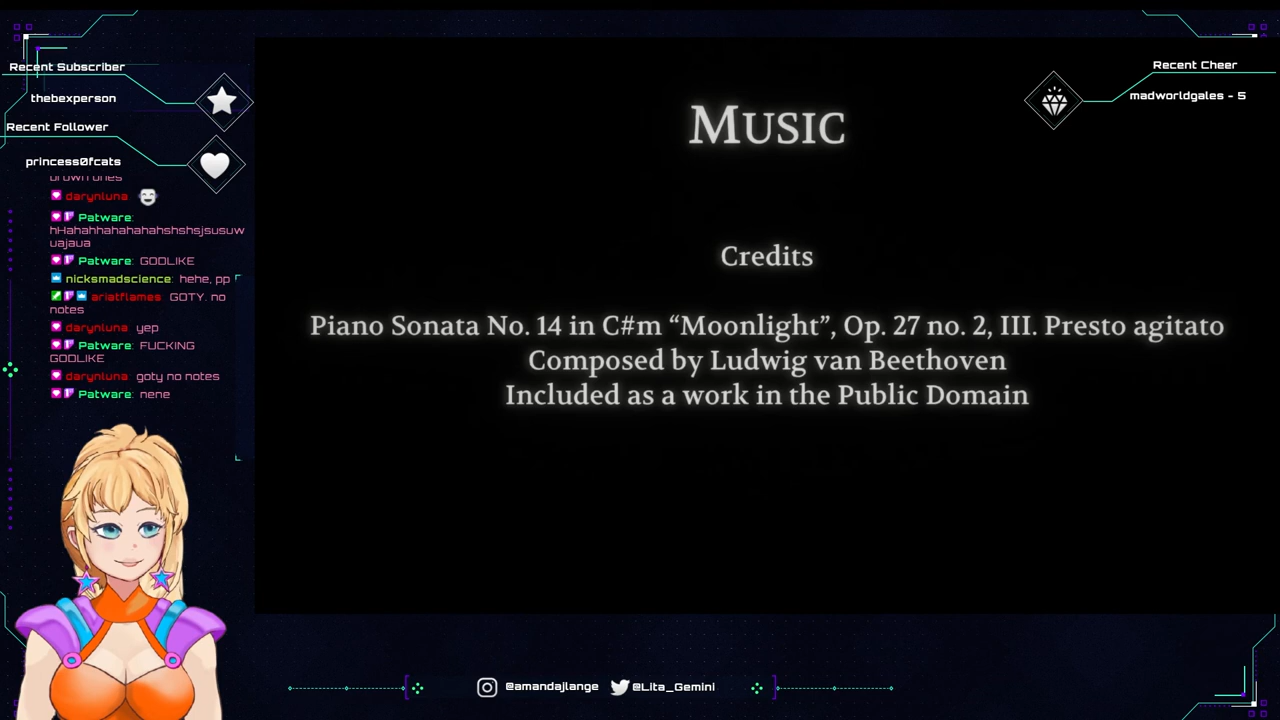 Recent Subscriber
thebexperson
Recent Follower
princess0fcats
darynluna
Patware:
hHahahhahahahahshshsjsusuw
uajaua
Patware: GODLIKE
nicksmadscience: hehe, pp
ariatflames: GOTY. no
notes
darynluna: yep
Patware: FUCKING
GODLIKE
darynluna: goty no notes
Patware: nene
Music
Credits
Piano Sonata No. 14 in C#m “Moonlight”, Op. 27 no. 2, III. Presto agitato
Composed by Ludwig van Beethoven
Included as a work in the Public Domain
Recent Cheer
madworldgales - 5
@amandajlange @Lita_Gemini